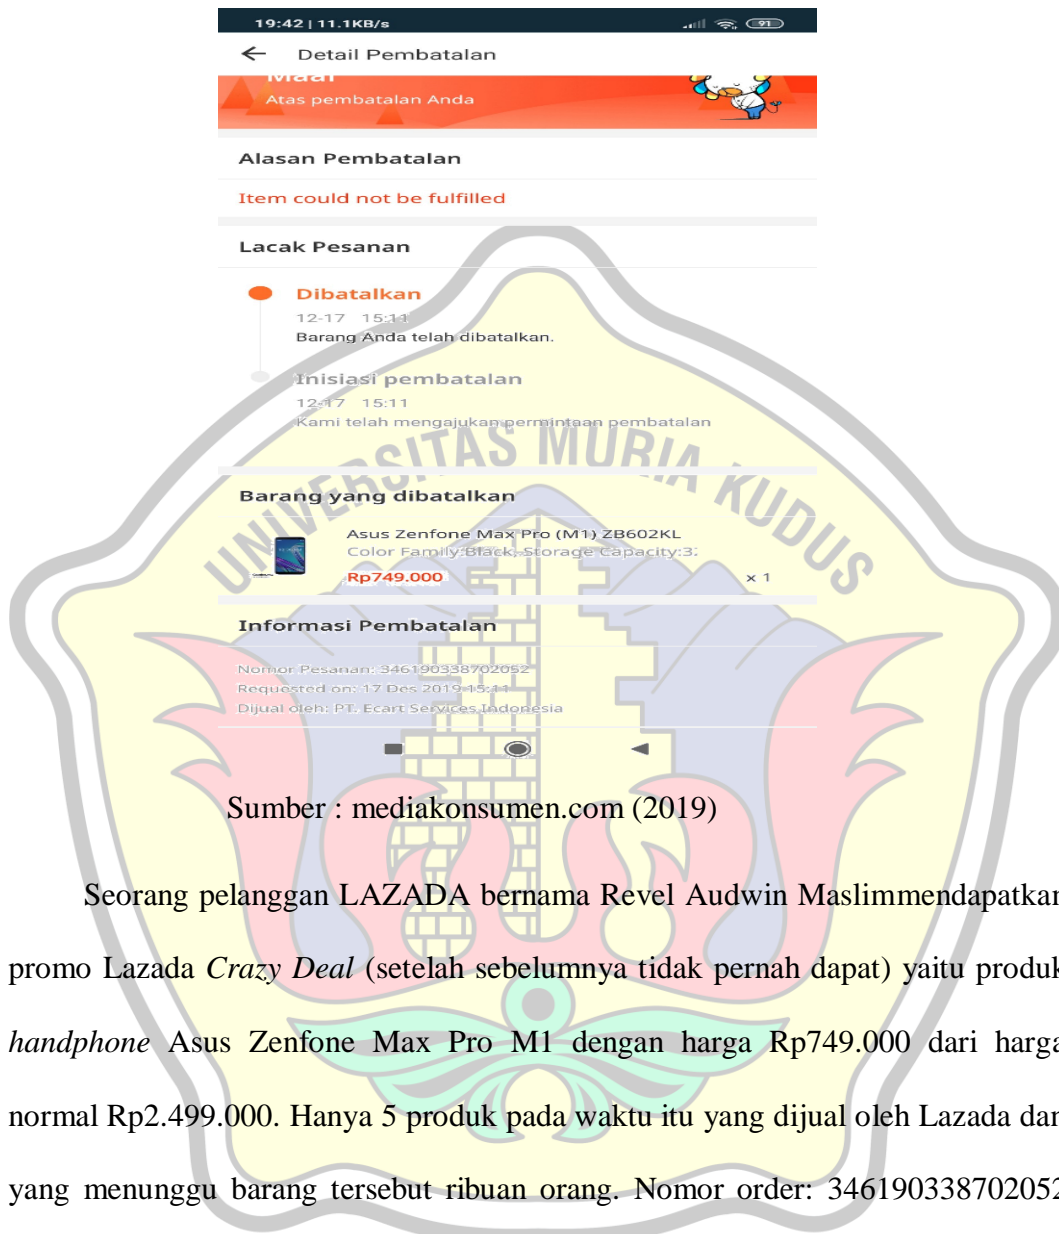 19:42 | 11.1KB/s
91
Detail Pembatalan
Maaf
Atas pembatalan Anda
Alasan Pembatalan
Item could not be fulfilled
Lacak Pesanan
Dibatalkan
12-17 15:11
Barang Anda telah dibatalkan.
Inisiasi pembatalan
12-17 15:11
Kami telah mengajukan permintaan pembatalan
UNIVERSITAS MURIA KUDUS
Barang yang dibatalkan
Asus Zenfone Max Pro (M1) ZB602KL
Color Family:Black, Storage Capacity:3.
Rp749.000
x 1
Informasi Pembatalan
Nomor Pesanan: 346190338702052
Requested on: 17 Des 2019 15:11
Dijual oleh: PT. Ecart Services Indonesia
Sumber : mediakonsumen.com (2019)
Seorang pelanggan LAZADA bernama Revel Audwin Maslimmendapatkan
promo Lazada Crazy Deal (setelah sebelumnya tidak pernah dapat) yaitu produk
handphone Asus Zenfone Max Pro M1 dengan harga Rp749.000 dari harga
normal Rp2.499.000. Hanya 5 produk pada waktu itu yang dijual oleh Lazada dan
yang menunggu barang tersebut ribuan orang. Nomor order: 346190338702052